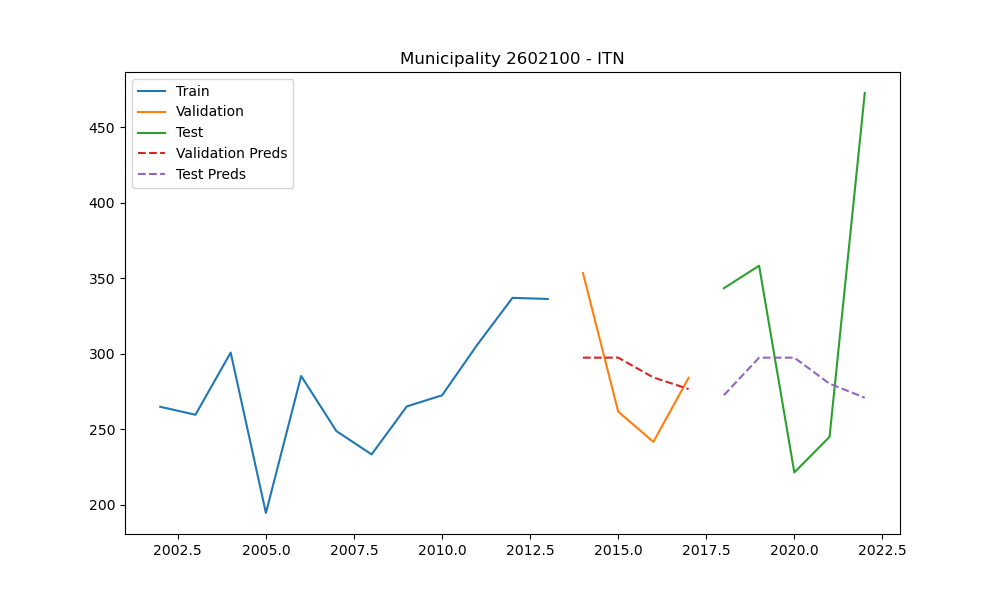 Municipality 2602100 - ITN
Train
Validation
Test
Validation Preds
Test Preds
450
400
350
300
250
200
2002.5 2005.0 2007.5 2010.0 2012.5 2015.0 2017.5 2020.0 2022.5